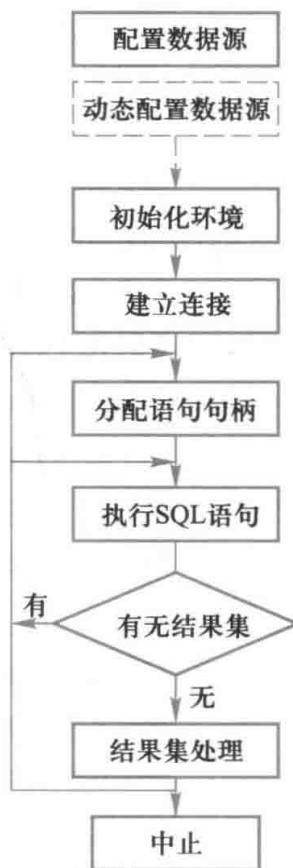 配置数据源
动态配置数据源
初始化环境
建立连接
分配语句句柄
执行SQL语句
有
有无结果集
无
结果集处理
中止